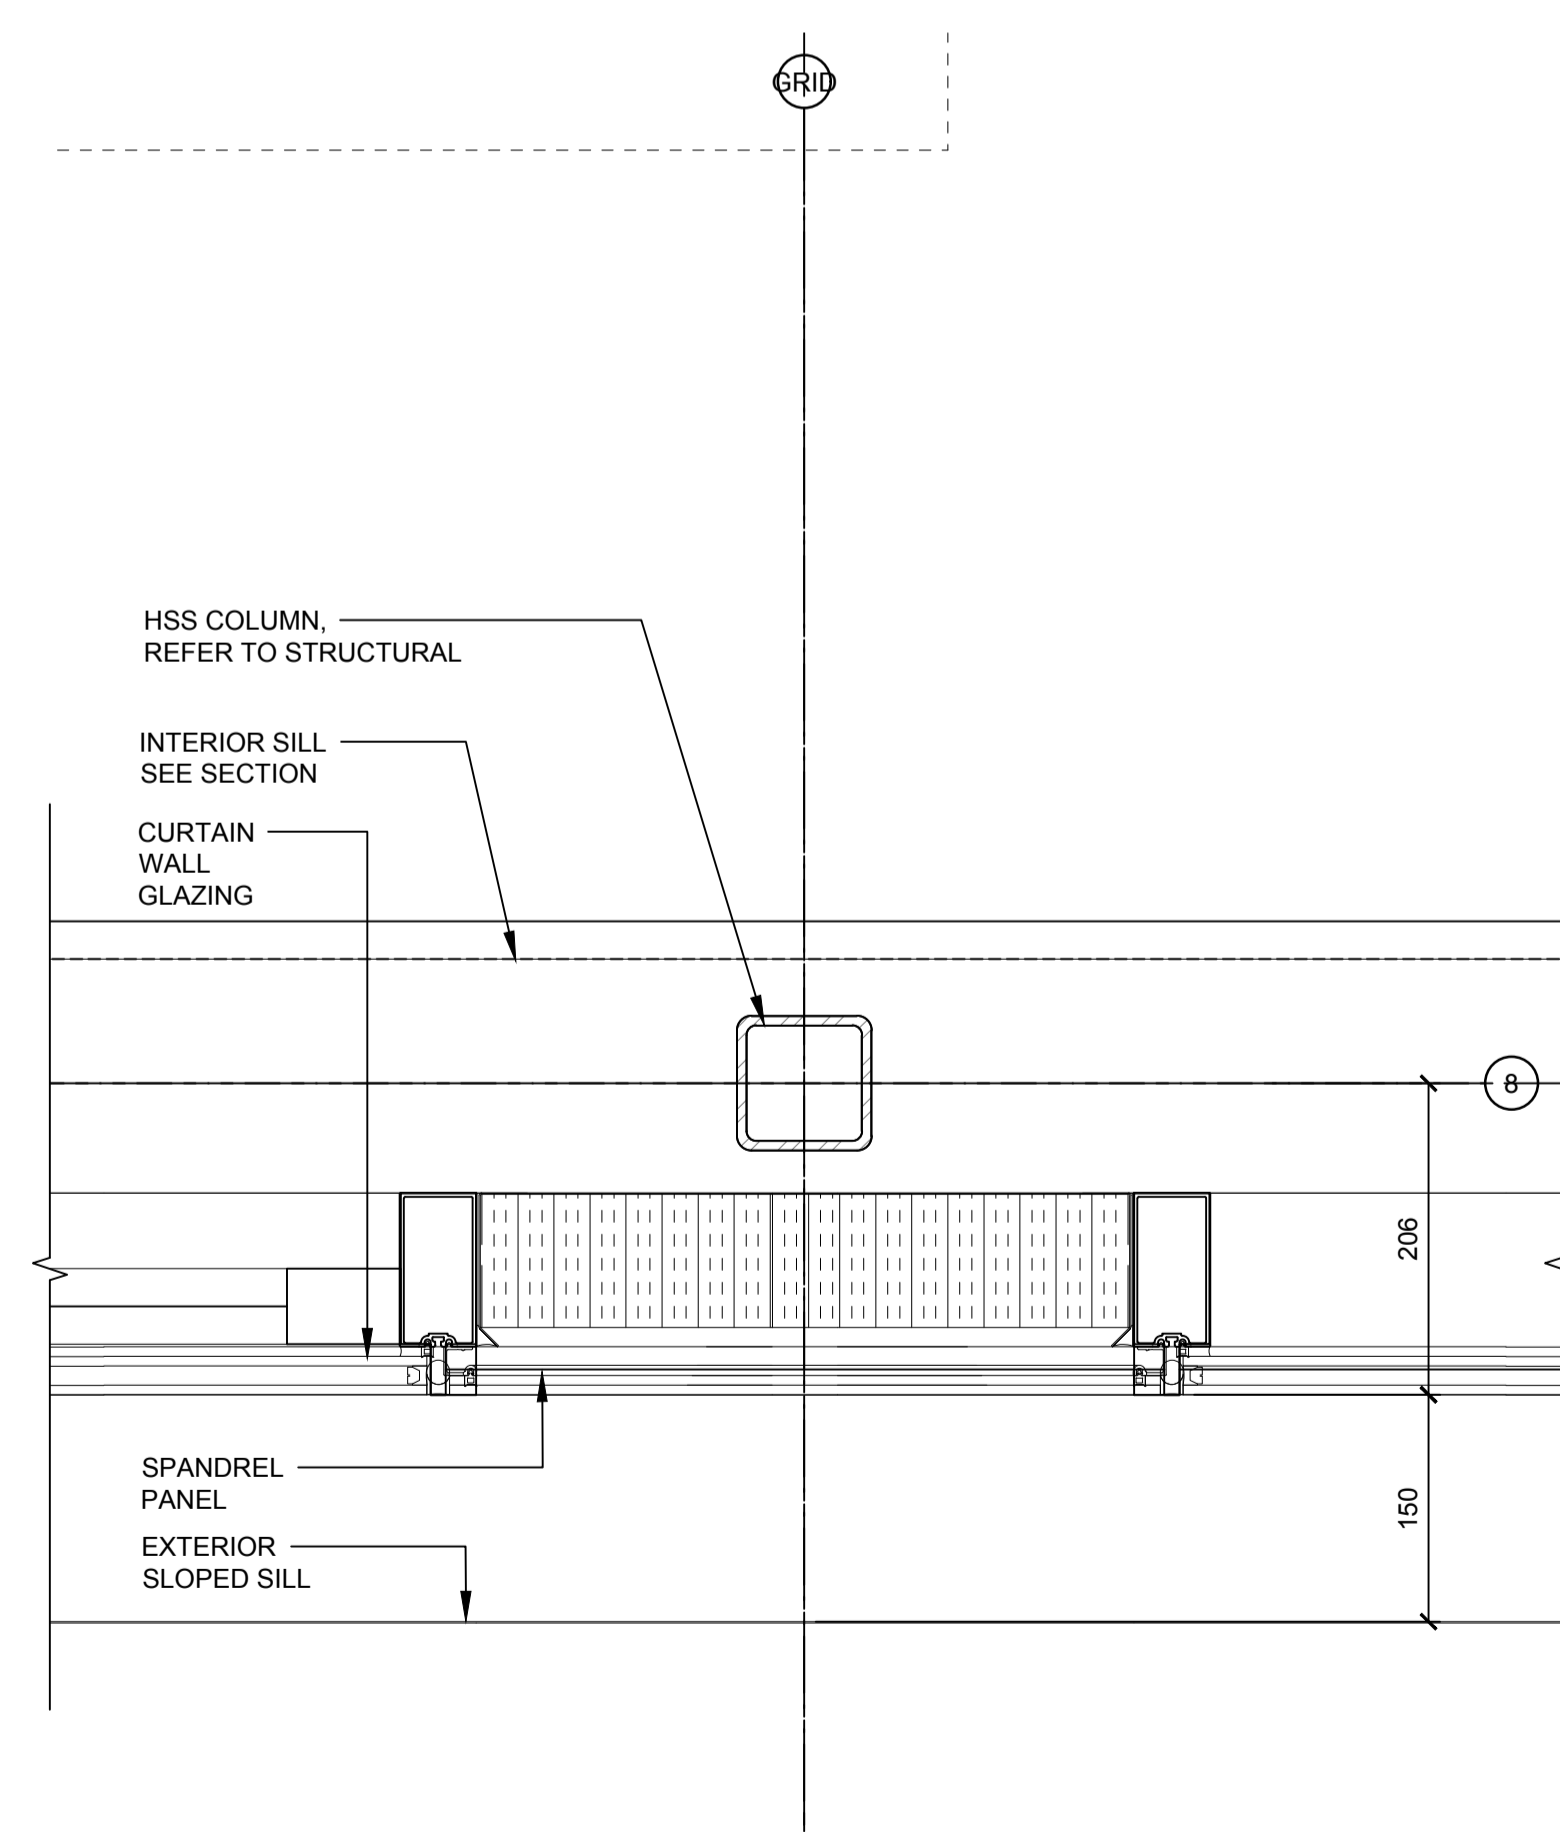 GRID
HSS COLUMN,
REFER TO STRUCTURAL
INTERIOR SILL
SEE SECTION
CURTAIN
WALL
GLAZING
8
206
SPANDREL
PANEL
150
EXTERIOR
SLOPED SILL